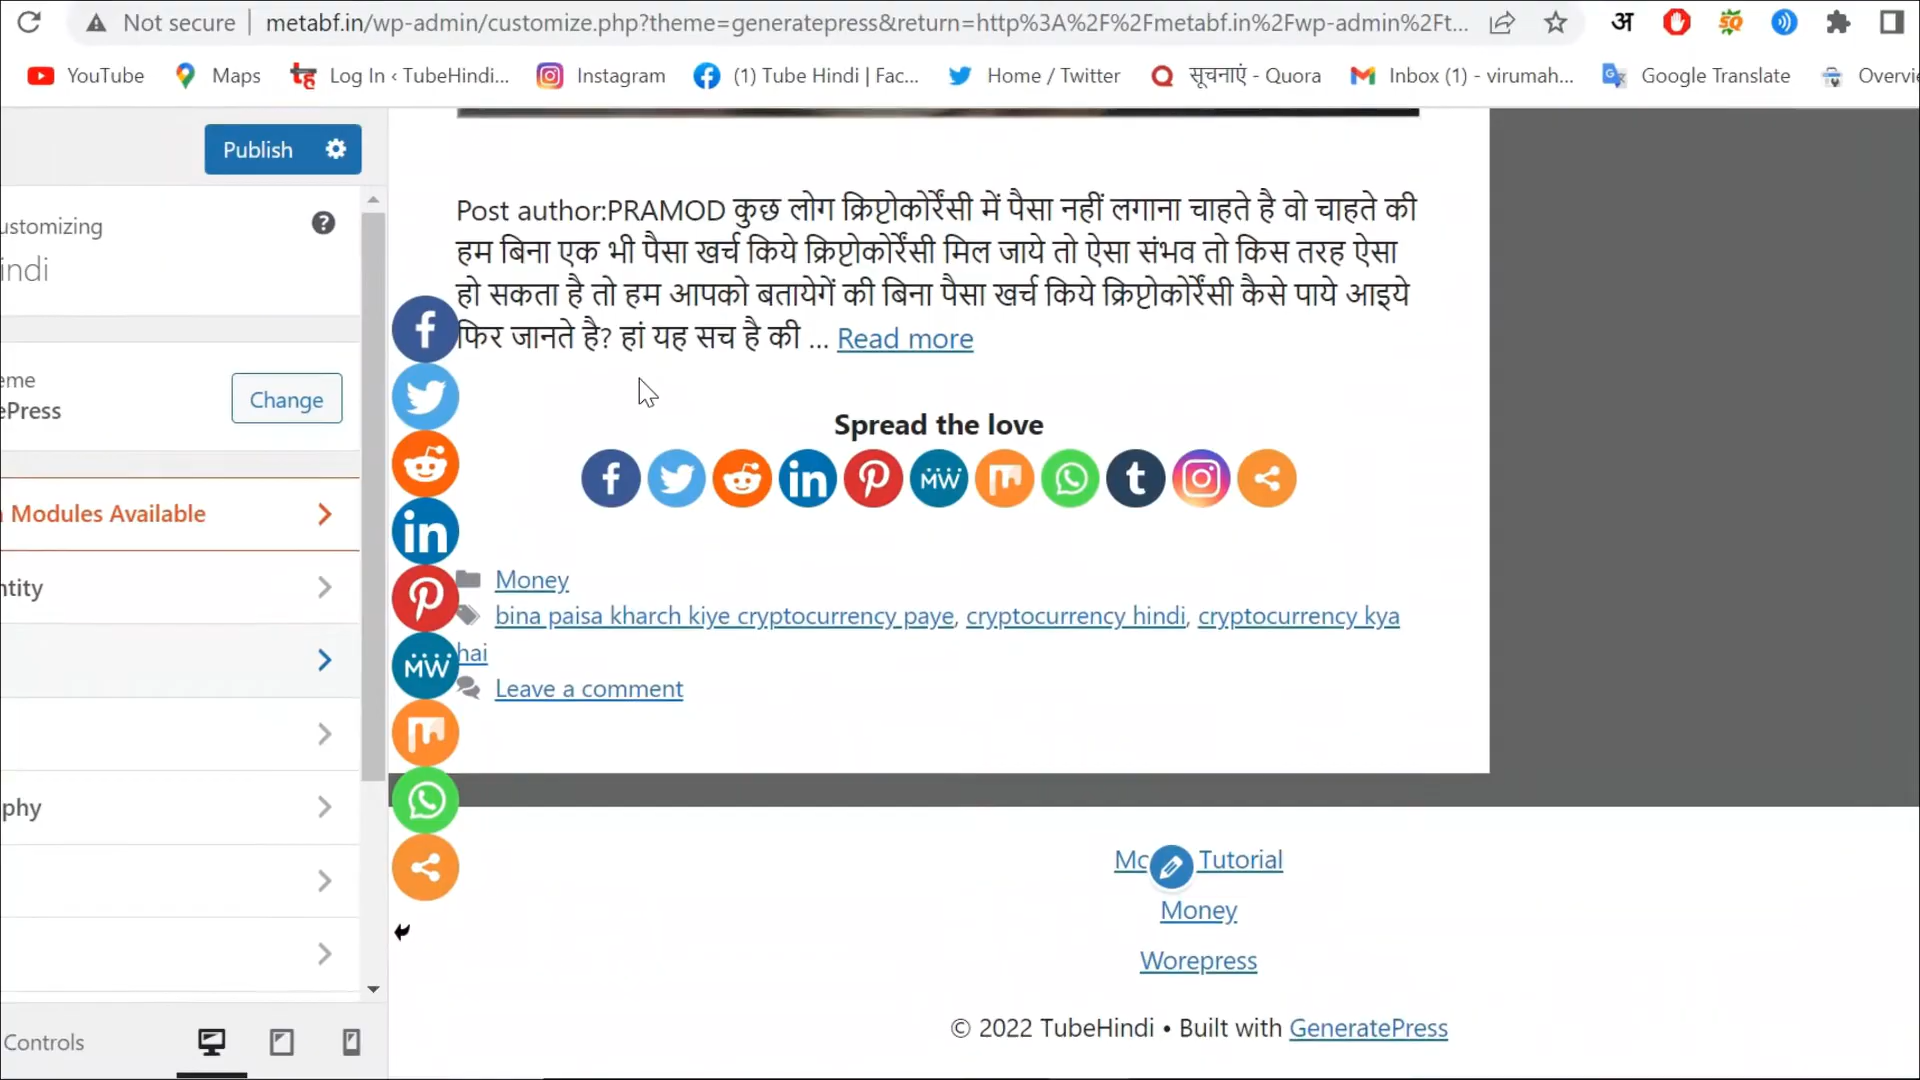 Not secure
metabf.in/wp-admin/customize.php?theme=generatepress&return=http%3A%2F%2Fmetabf.in%2Fwp-admin%2Ft...
अ
YouTube
Maps
Log In ‹ TubeHindi...
Instagram
(1) Tube Hindi | Fac...
Home / Twitter
सूचनाएं - Quora
Inbox (1) - virumah...
Google Translate
Overvie
Publish
ustomizing
indi
eme
ePress
Change
Modules Available
ntity
phy
Controls
Post author:PRAMOD कुछ लोग क्रिप्टोकोर्रेंसी में पैसा नहीं लगाना चाहते है वो चाहते की
हम बिना एक भी पैसा खर्च किये क्रिप्टोकोर्रेंसी मिल जाये तो ऐसा संभव तो किस तरह ऐसा
हो सकता है तो हम आपको बतायेगें की बिना पैसा खर्च किये क्रिप्टोकोर्रेंसी कैसे पाये आइये
फिर जानते है? हां यह सच है की ... Read more
Spread the love
Money
bina paisa kharch kiye cryptocurrency paye, cryptocurrency hindi, cryptocurrency kya
hai
Leave a comment
Tutorial
Money
Worepress
© 2022 TubeHindi • Built with GeneratePress